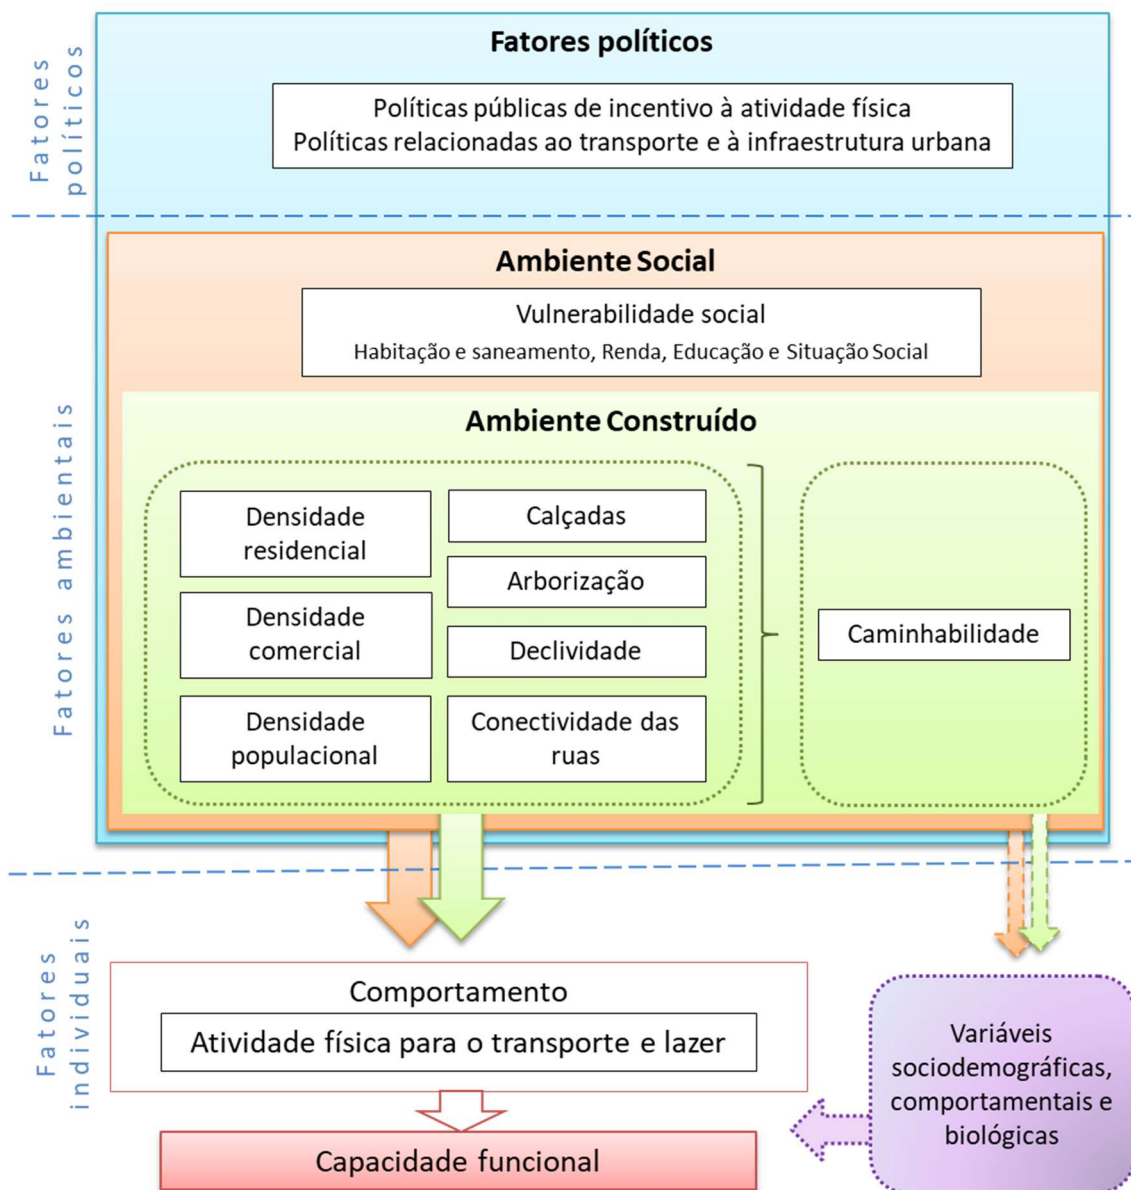 Fatores
políticos
Fatores políticos
Políticas públicas de incentivo à atividade física
Políticas relacionadas ao transporte e à infraestrutura urbana
Fatores ambientais
Ambiente Social
Vulnerabilidade social
Habitação e saneamento, Renda, Educação e Situação Social
Ambiente Construído
Densidade
residencial
Densidade
comercial
Densidade
populacional
Calçadas
Arborização
Declividade
Conectividade das
ruas
Caminhabilidade
Fatores
individuais
Comportamento
Atividade física para o transporte e lazer
Capacidade funcional
Variáveis
sociodemográficas,
comportamentais e
biológicas